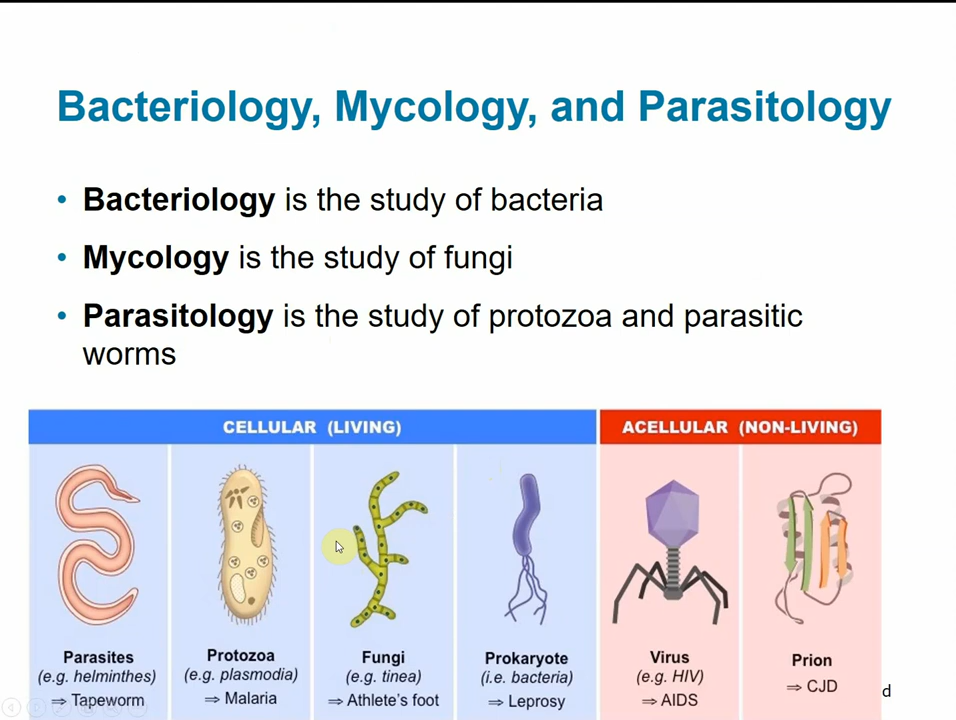 Bacteriology, Mycology, and Parasitology
• Bacteriology is the study of bacteria
• Mycology is the study of fungi
• Parasitology is the study of protozoa and parasitic
worms
CELLULAR (LIVING)
ACELLULAR (NON-LIVING)
Parasites
(e.g. helminthes)
⇒ Tapeworm
Protozoa
(e.g. plasmodia)
⇒ Malaria
Fungi
(e.g. tinea)
⇒ Athlete's foot
Prokaryote
(i.e. bacteria)
⇒ Leprosy
Virus
(e.g. HIV)
⇒ AIDS
Prion
⇒ CJD